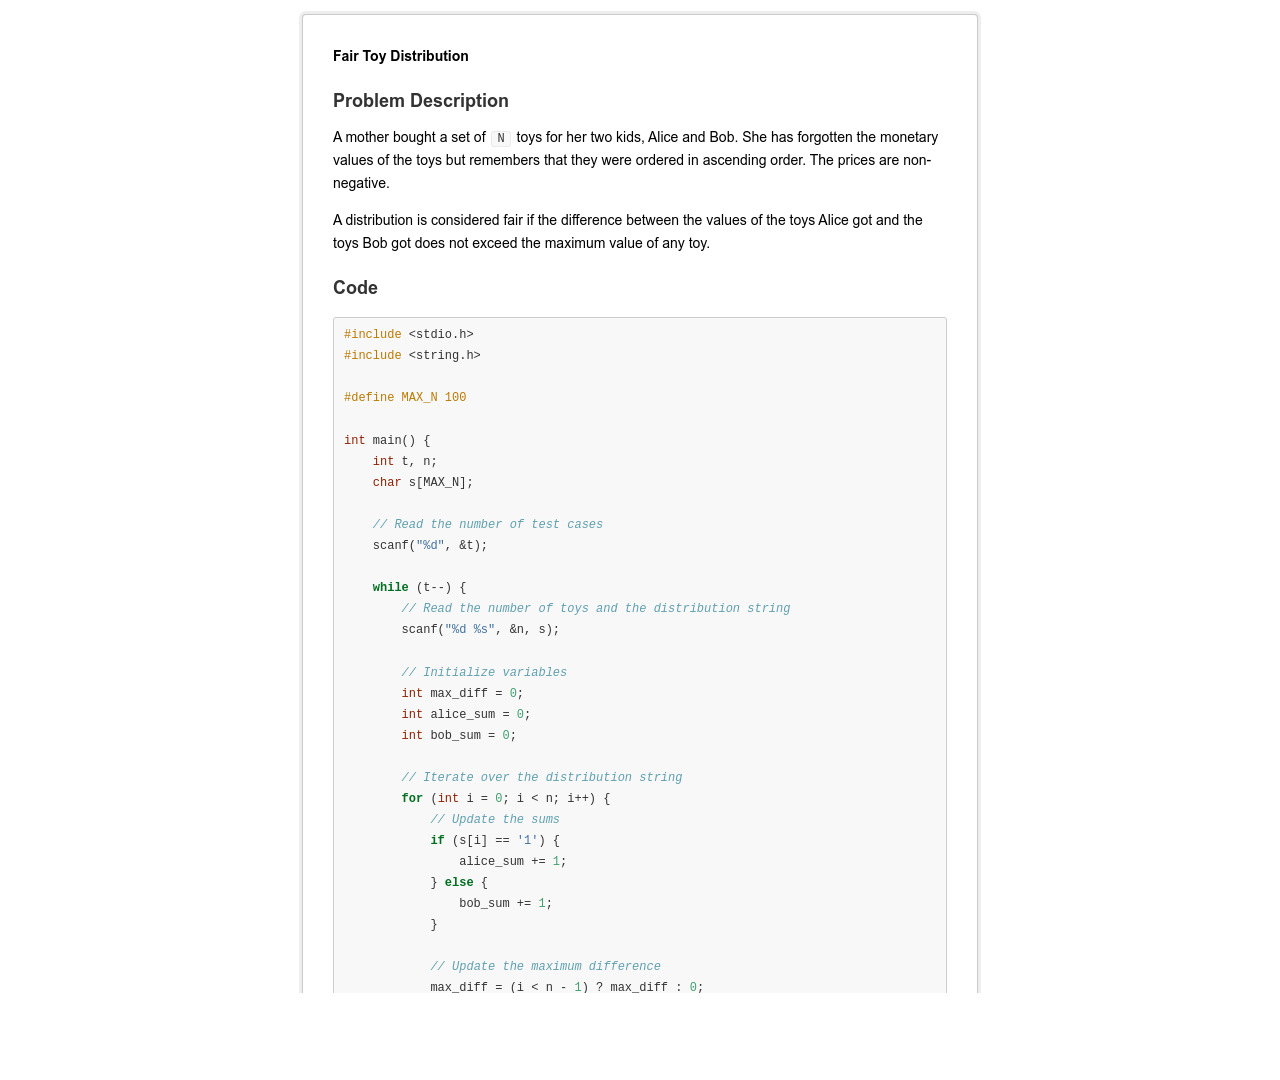 Fair Toy Distribution
Problem Description
A mother bought a set of N toys for her two kids, Alice and Bob. She has forgotten the monetary
values of the toys but remembers that they were ordered in ascending order. The prices are non-
negative.
A distribution is considered fair if the difference between the values of the toys Alice got and the
toys Bob got does not exceed the maximum value of any toy.
Code
#include <stdio.h>
#include <string.h>
#define MAX_N 100
int main() {
    int t, n;
    char s[MAX_N];
    // Read the number of test cases
    scanf("%d", &t);
    while (t--) {
        // Read the number of toys and the distribution string
        scanf("%d %s", &n, s);
        // Initialize variables
        int max_diff = 0;
        int alice_sum = 0;
        int bob_sum = 0;
        // Iterate over the distribution string
        for (int i = 0; i < n; i++) {
            // Update the sums
            if (s[i] == '1') {
                alice_sum += 1;
            } else {
                bob_sum += 1;
            }
            // Update the maximum difference
            max_diff = (i < n - 1) ? max_diff : 0;